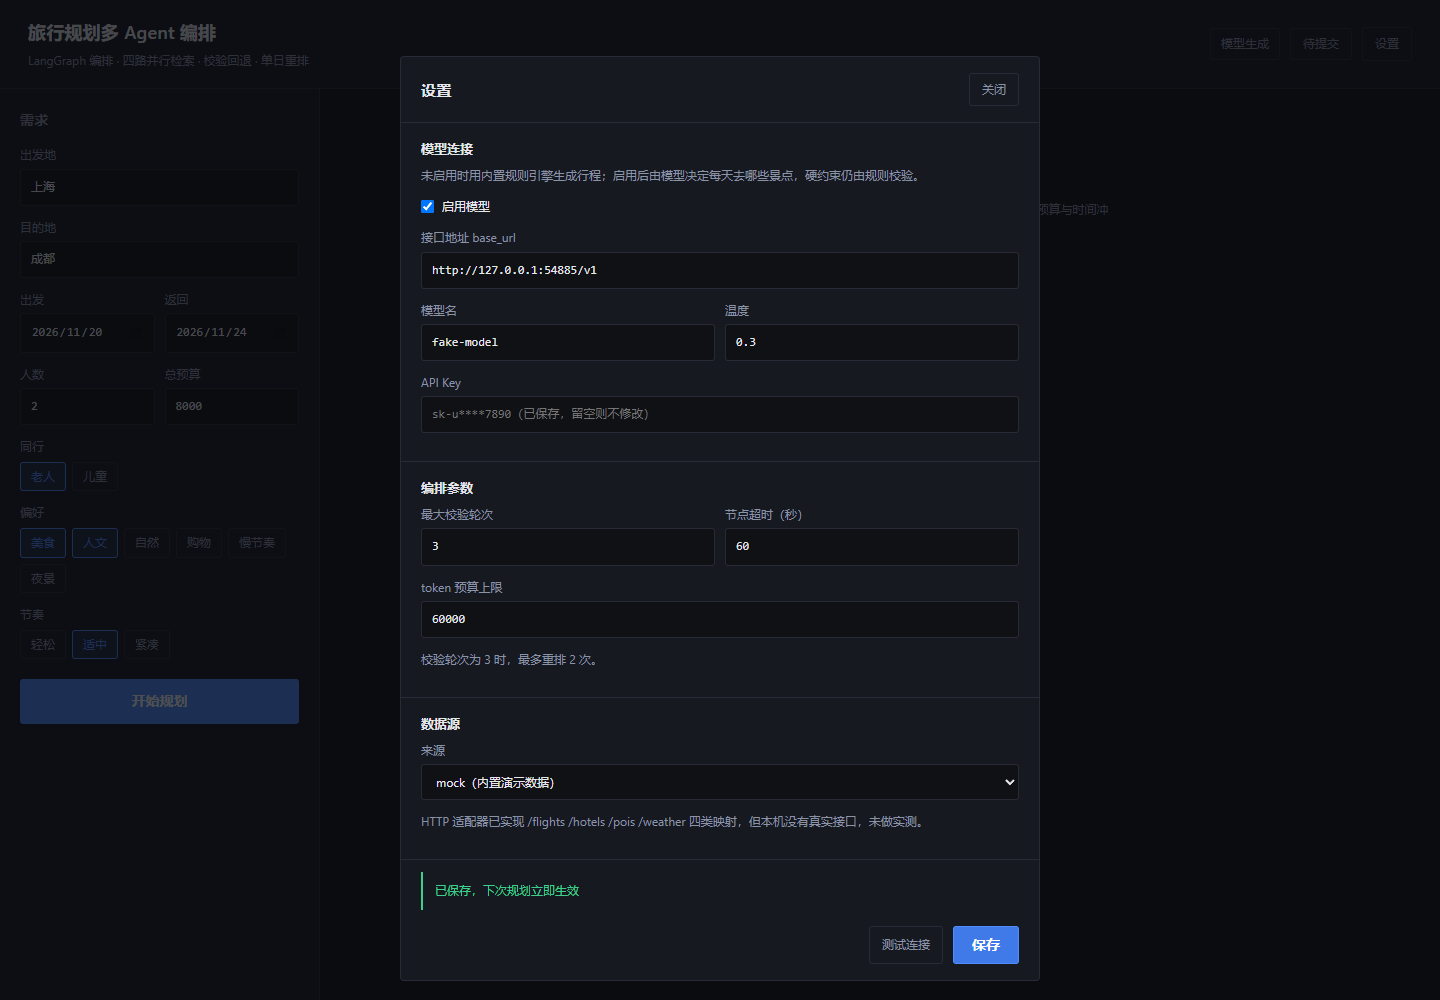 旅行规划多 Agent 编排
LangGraph 编排 · 四路并行检索 · 校验回退 · 单日重排
模型生成
待提交
设置
需求
出发地
上海
目的地
成都
出发
返回
2026/11/20
2026/11/24
人数
总预算
2
8000
同行
老人
儿童
偏好
美食
人文
自然
购物
慢节奏
夜景
节奏
轻松
适中
紧凑
开始规划
预算与时间冲
设置
关闭
模型连接
未启用时用内置规则引擎生成行程；启用后由模型决定每天去哪些景点，硬约束仍由规则校验。
启用模型
接口地址 base_url
http://127.0.0.1:54885/v1
模型名
温度
fake-model
0.3
API Key
sk-u****7890（已保存，留空则不修改）
编排参数
最大校验轮次
节点超时（秒）
3
60
token 预算上限
60000
校验轮次为 3 时，最多重排 2 次。
数据源
来源
mock（内置演示数据）
HTTP 适配器已实现 /flights /hotels /pois /weather 四类映射，但本机没有真实接口，未做实测。
已保存，下次规划立即生效
测试连接
保存